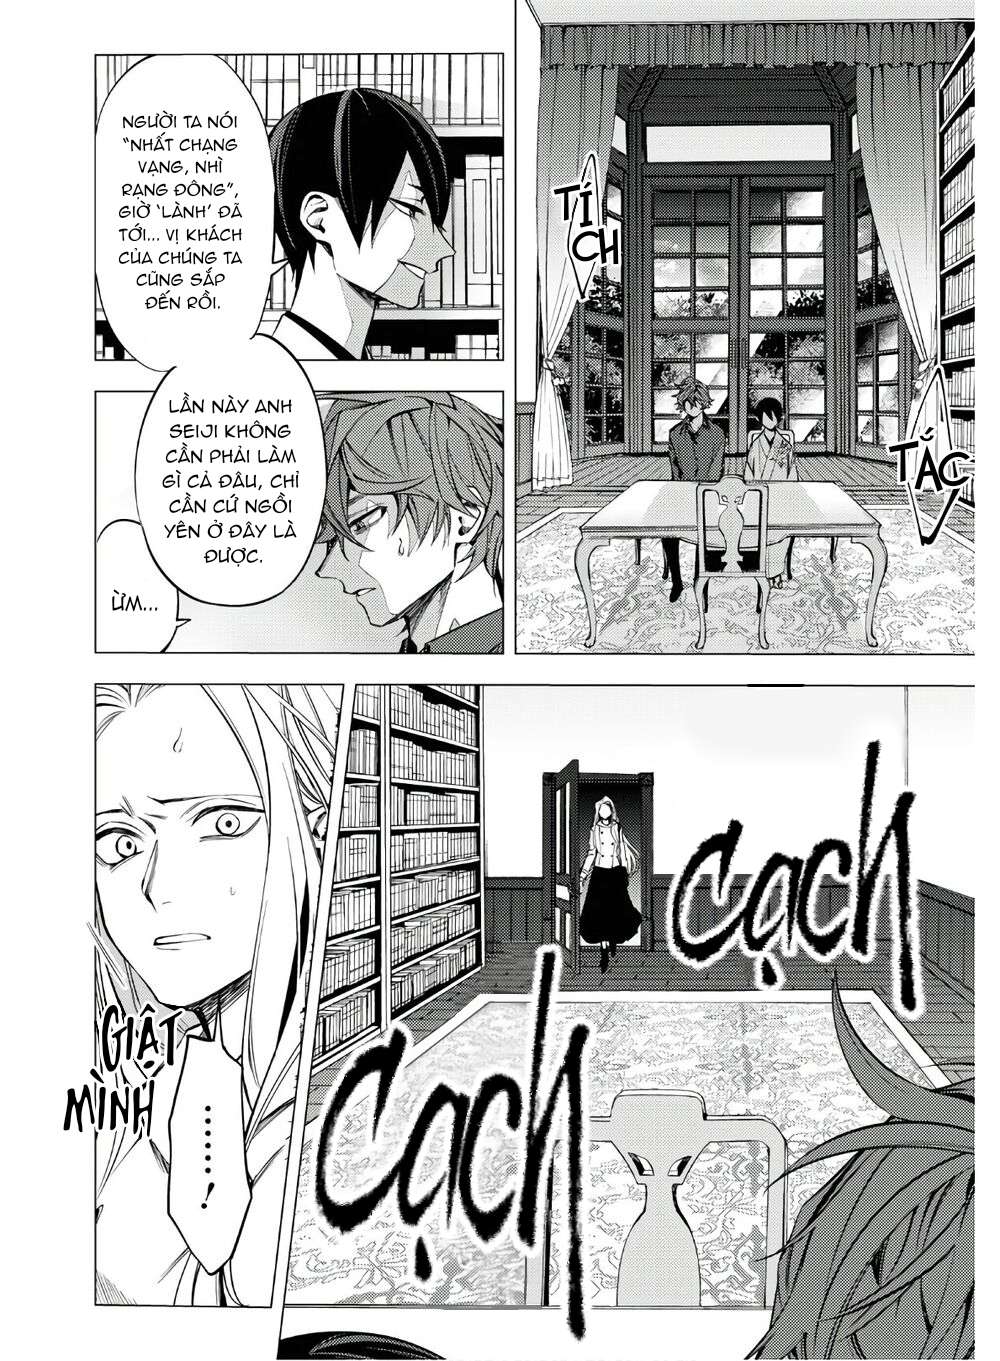 TÍCH
TẮC
NGƯỜI TA NÓI
“NHẤT CHẠNG
VẠNG, NHÌ
RẠNG ĐÔNG”,
GIỜ ‘LÀNH’ ĐÃ
TỚI... VỊ KHÁCH
CỦA CHÚNG TA
CŨNG SẮP
ĐẾN RỒI.
LẦN NÀY ANH
SEIJI KHÔNG
CẦN PHẢI LÀM
GÌ CẢ ĐÂU, CHỈ
CẦN CỨ NGỒI
YÊN Ở ĐÂY LÀ
ĐƯỢC.
ỪM...
CẠCH
CẠCH
GIẬT
MÌNH
......!